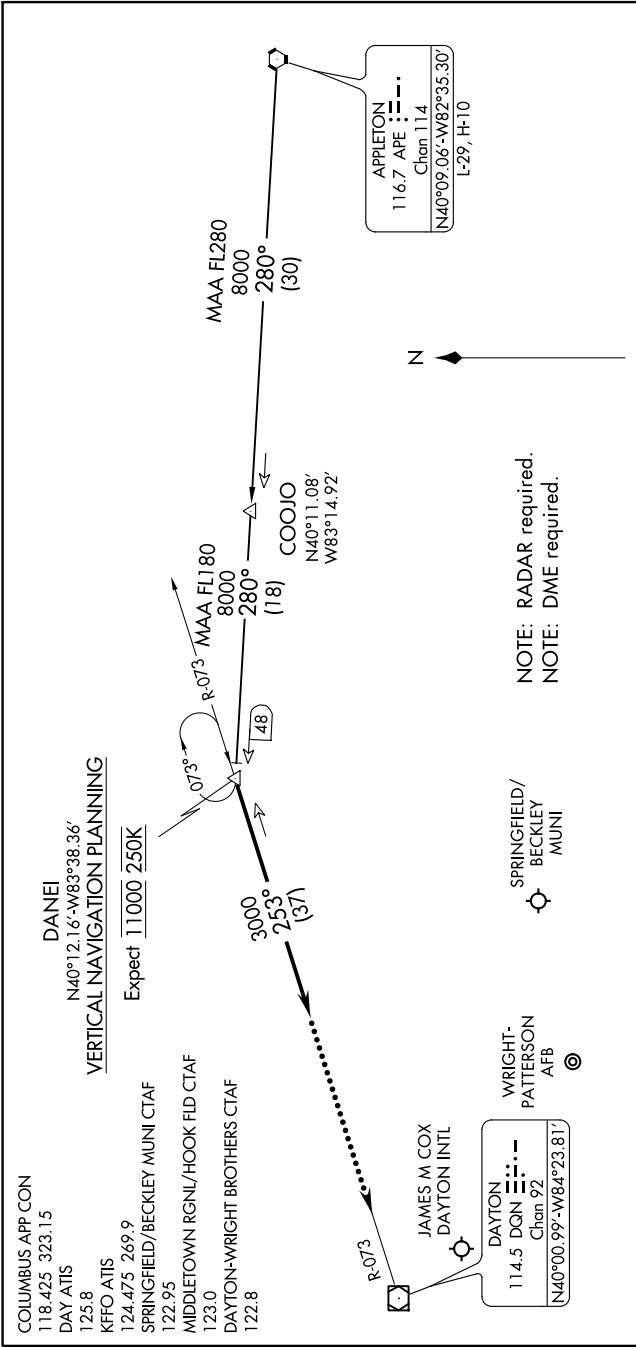 COLUMBUS APP CON
118.425 323.15
DAY ATIS
125.8
KFFO ATIS
124.475 269.9
SPRINGFIELD/BECKLEY MUNI CTAF
122.95
MIDDLETOWN RGNL/HOOK FLD CTAF
123.0
DAYTON-WRIGHT BROTHERS CTAF
122.8
DANEI
N40°12.16'-W83°38.36'
VERTICAL NAVIGATION PLANNING
Expect 11000 250K
073°
R-073
48
MAA FL180
8000
280°
(18)
COOJO
N40°11.08'
W83°14.92'
MAA FL280
8000
280°
(30)
APPLETON
116.7 APE
Chan 114
N40°09.06'-W82°35.30'
L-29, H-10
N
3000
253°
(37)
R-073
JAMES M COX
DAYTON INTL
DAYTON
114.5 DQN
Chan 92
N40°00.99'-W84°23.81'
WRIGHT-
PATTERSON
AFB
SPRINGFIELD/
BECKLEY
MUNI
NOTE: RADAR required.
NOTE: DME required.